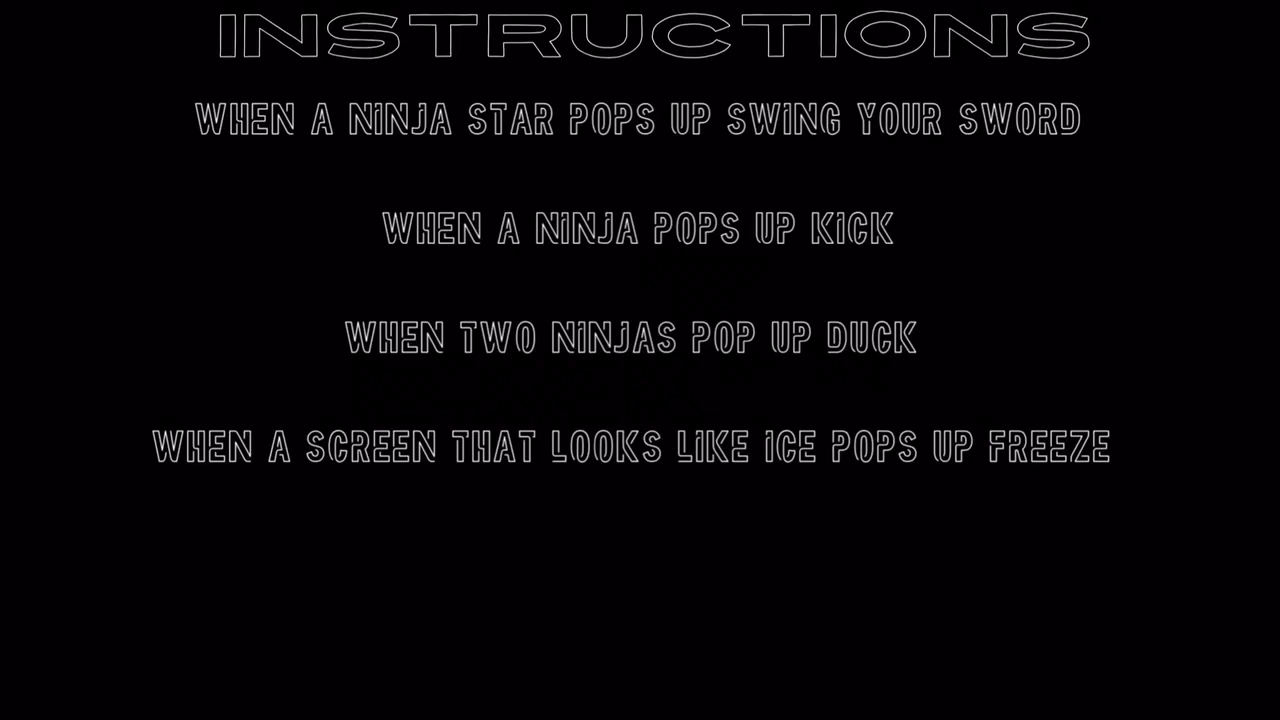 INSTRUCTIONS
WHEN A NINJA STAR POPS UP SWING YOUR SWORD
WHEN A NINJA POPS UP KICK
WHEN TWO NINJAS POP UP DUCK
WHEN A SCREEN THAT LOOKS LIKE ICE POPS UP FREEZE